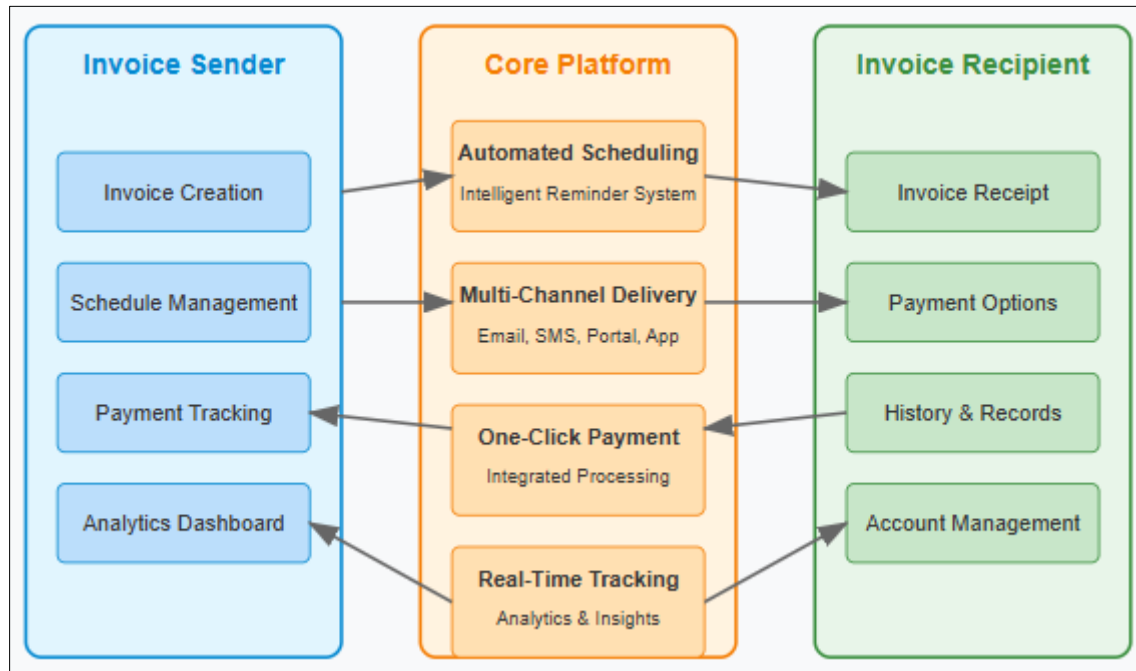 Invoice Sender
Invoice Creation
Schedule Management
Payment Tracking
Analytics Dashboard
Core Platform
Automated Scheduling
Intelligent Reminder System
Multi-Channel Delivery
Email, SMS, Portal, App
One-Click Payment
Integrated Processing
Real-Time Tracking
Analytics & Insights
Invoice Recipient
Invoice Receipt
Payment Options
History & Records
Account Management